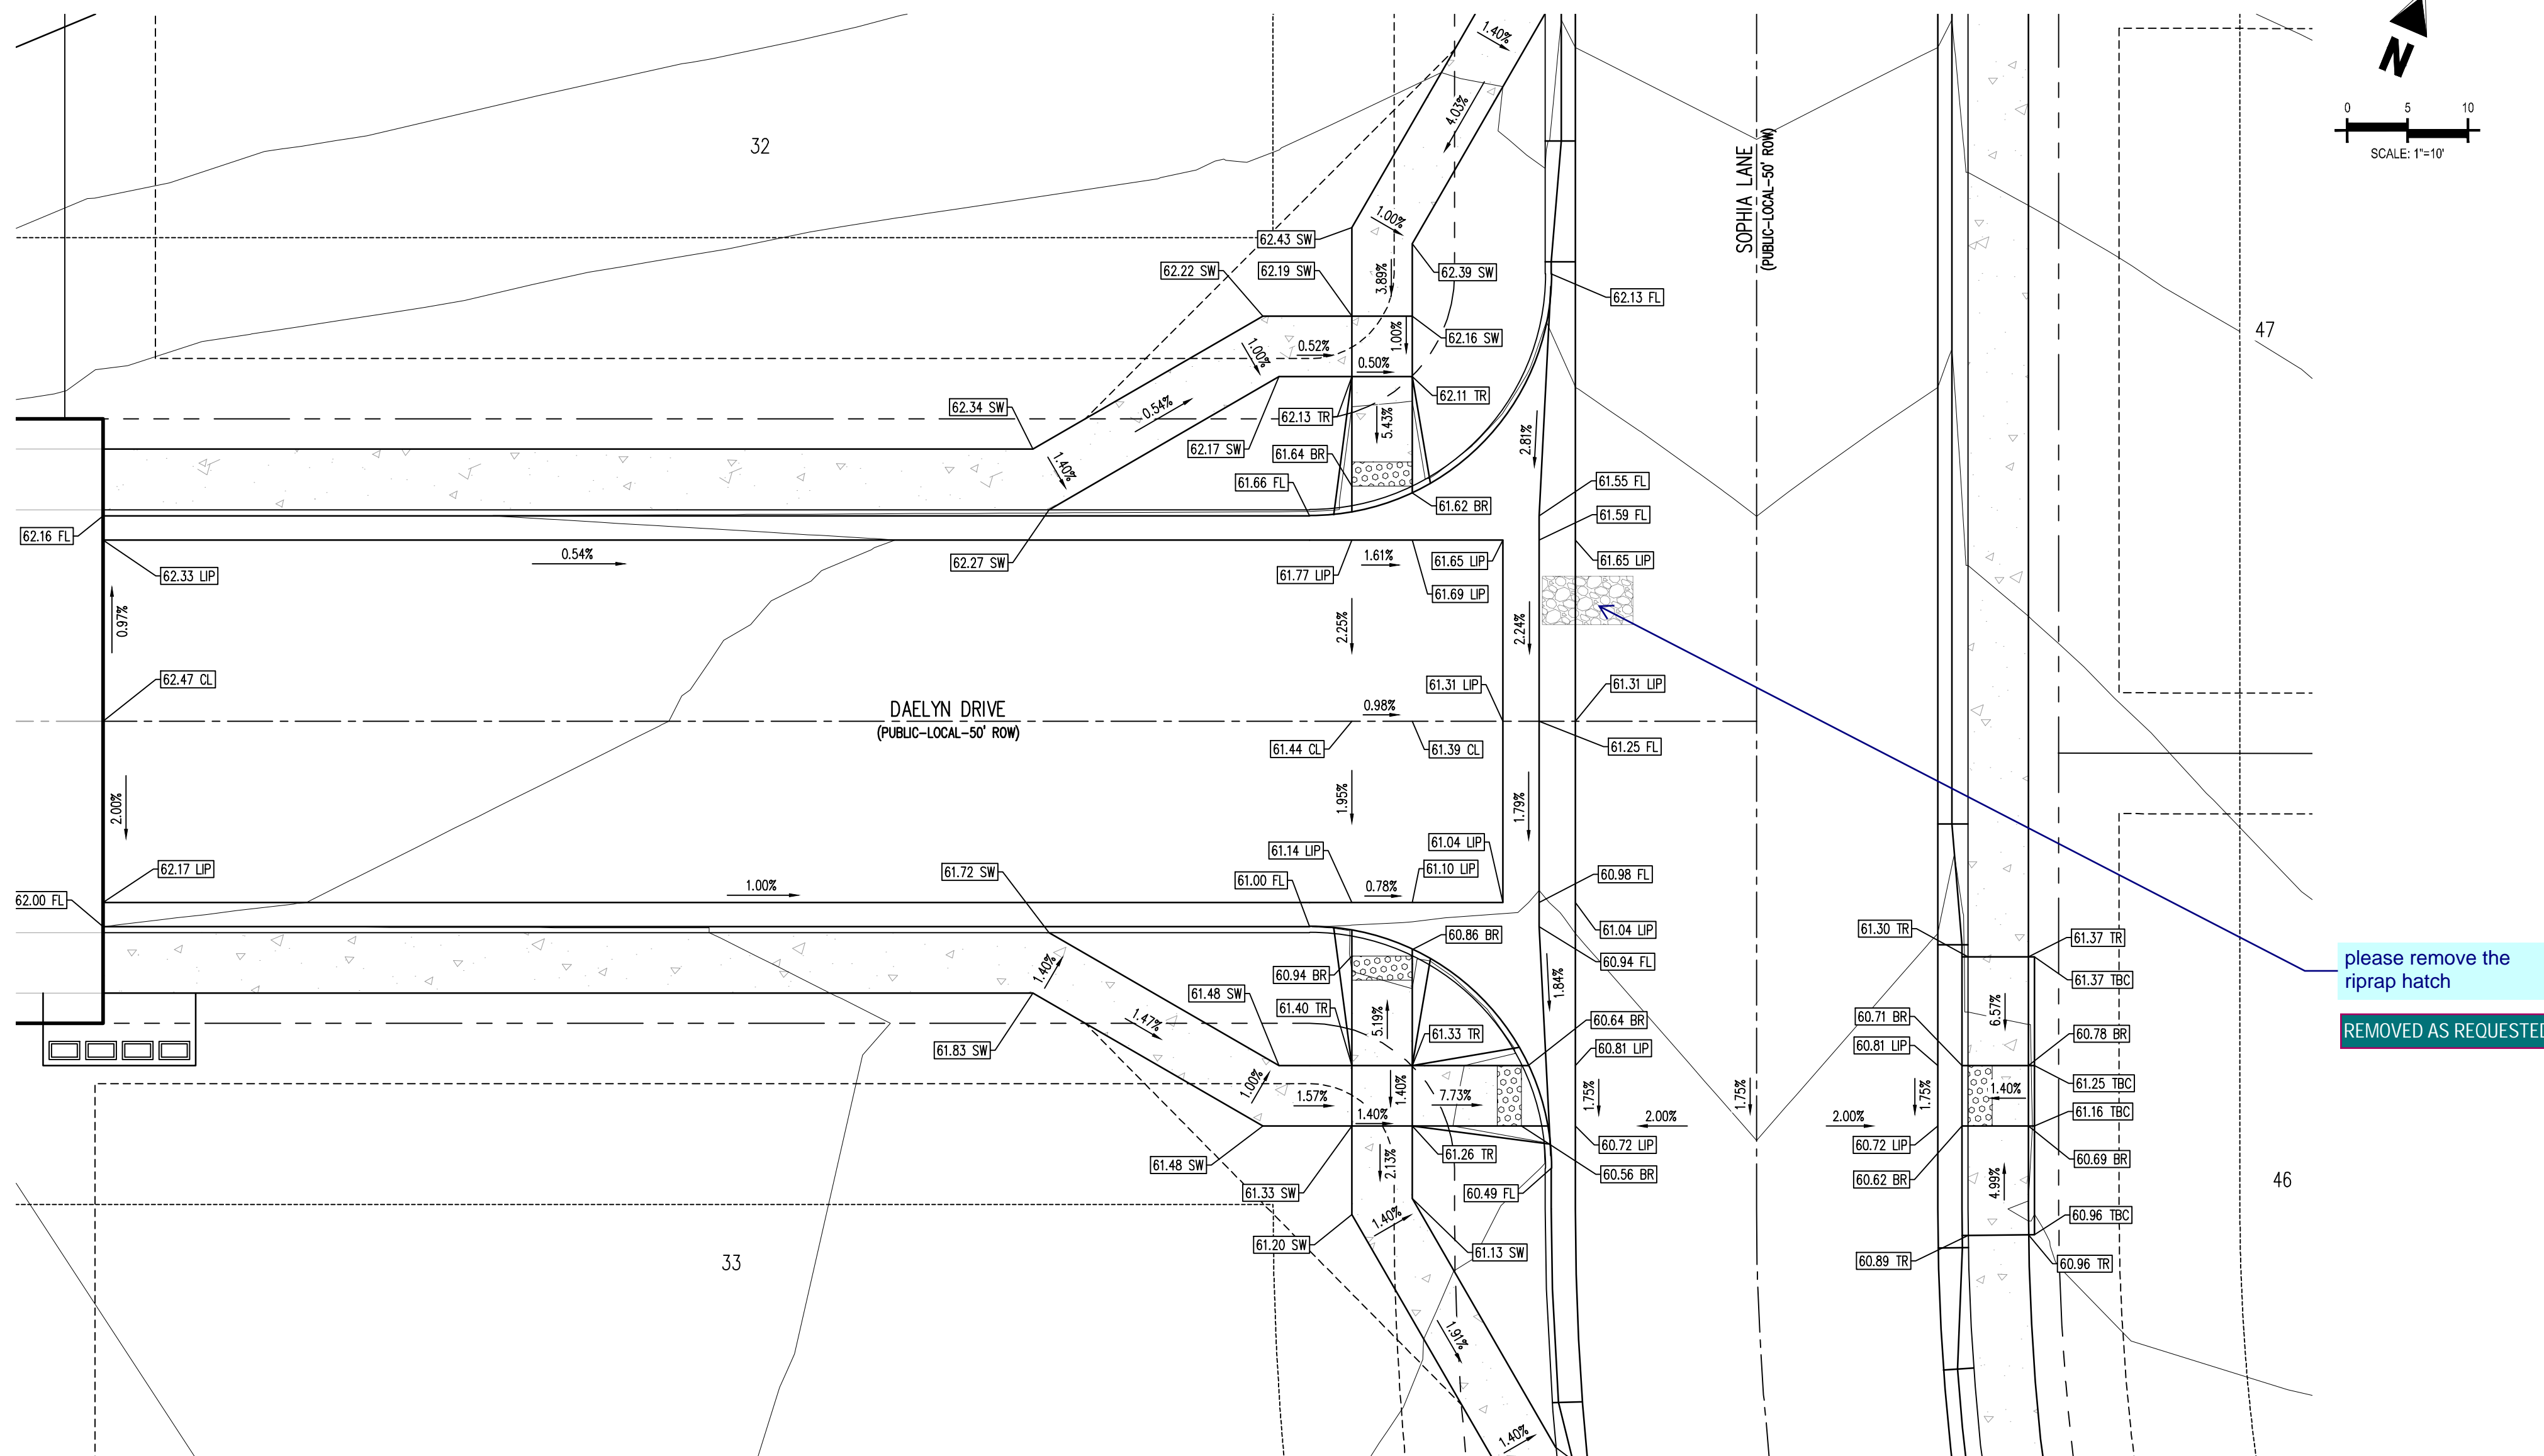 1.40%
N
0 5 10
SCALE: 1"=10'
4.03%
32
SOPHIA LANE
(PUBLIC-LOCAL-50' ROW)
1.00%
62.43 SW
62.22 SW
62.19 SW
3.89%
62.39 SW
62.13 FL
47
1.00%
62.16 SW
1.00%
0.52%
0.50%
62.11 TR
62.34 SW
0.54%
62.13 TR
5.43%
2.81%
62.17 SW
61.64 BR
1.40%
61.66 FL
61.55 FL
61.62 BR
61.59 FL
62.16 FL
0.54%
62.27 SW
1.61%
61.65 LIP
61.65 LIP
62.33 LIP
61.77 LIP
61.69 LIP
0.97%
2.25%
2.24%
62.47 CL
61.31 LIP
61.31 LIP
DAELYN DRIVE
(PUBLIC-LOCAL-50' ROW)
0.98%
61.44 CL
61.39 CL
61.25 FL
2.00%
1.95%
1.79%
61.14 LIP
61.04 LIP
62.17 LIP
61.72 SW
61.10 LIP
61.00 FL
60.98 FL
62.00 FL
1.00%
0.78%
61.04 LIP
61.30 TR
61.37 TR
60.86 BR
60.94 FL
please remove the
riprap hatch
1.40%
60.94 BR
1.84%
61.37 TBC
61.48 SW
61.40 TR
5.19%
6.57%
1.47%
61.33 TR
60.64 BR
60.71 BR
60.78 BR
REMOVED AS REQUESTED
61.83 SW
60.81 LIP
60.81 LIP
1.00%
1.57%
1.40%
7.73%
1.75%
1.75%
1.75%
1.40%
61.25 TBC
1.40%
2.00%
2.00%
61.16 TBC
60.72 LIP
60.72 LIP
61.48 SW
2.13%
61.26 TR
60.69 BR
60.56 BR
60.62 BR
46
61.33 SW
60.49 FL
4.99%
1.40%
60.96 TBC
61.20 SW
61.13 SW
33
60.89 TR
60.96 TR
1.91%
1.40%